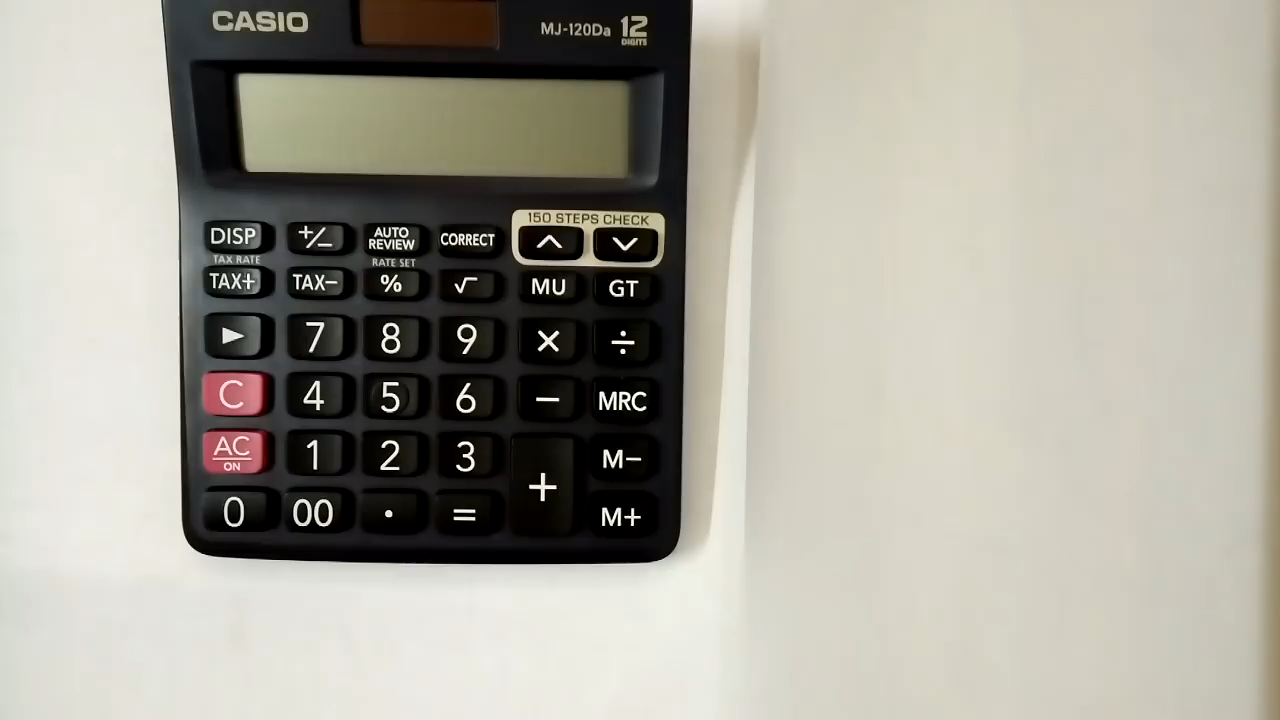 CASIO MJ-120Da 12
DIGITS
150 STEPS CHECK
DISP +/− AUTO REVIEW CORRECT
TAX RATE RATE SET
TAX+ TAX− % √ MU GT
7 8 9 × ÷
C 4 5 6 − MRC
AC 1 2 3 + M−
ON
0 00 . = M+